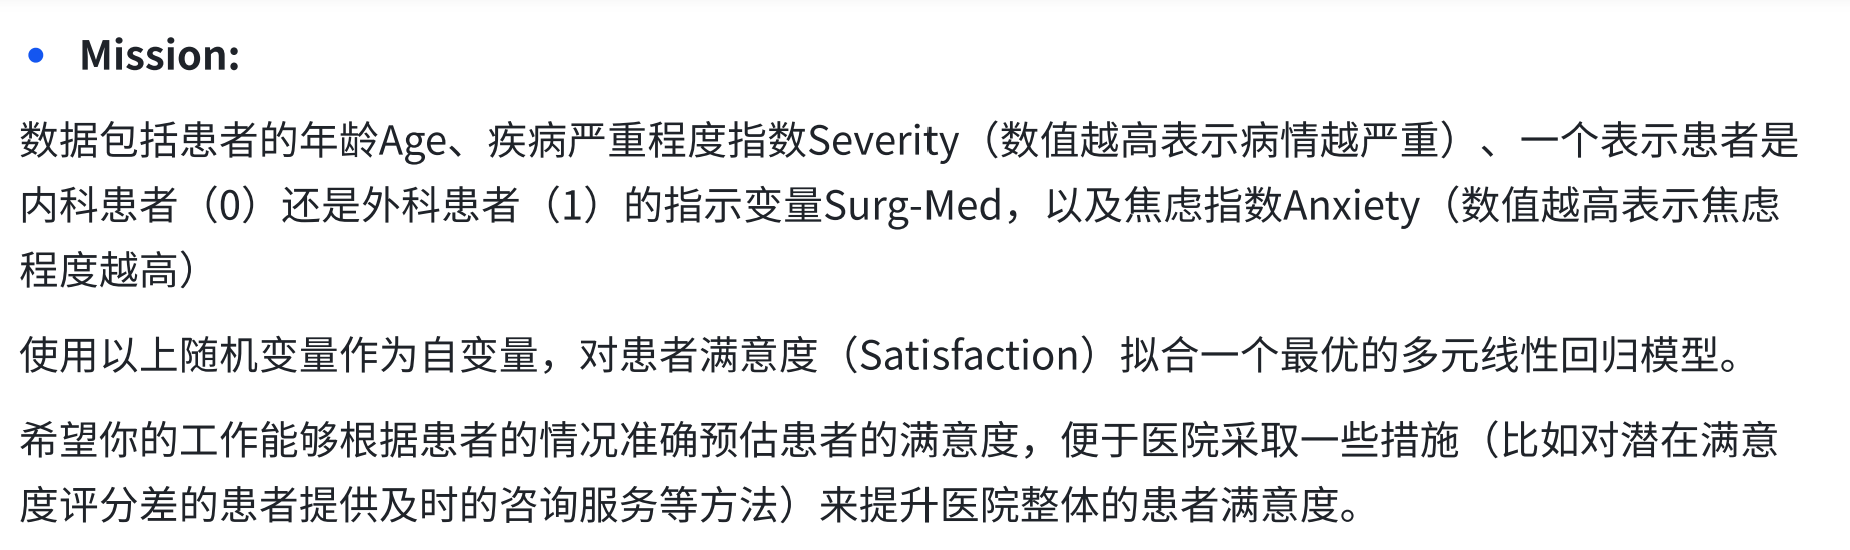 • Mission:
数据包括患者的年龄Age、疾病严重程度指数Severity（数值越高表示病情越严重）、一个表示患者是
内科患者（0）还是外科患者（1）的指示变量Surg-Med，以及焦虑指数Anxiety（数值越高表示焦虑
程度越高）
使用以上随机变量作为自变量，对患者满意度（Satisfaction）拟合一个最优的多元线性回归模型。
希望你的工作能够根据患者的情况准确预估患者的满意度，便于医院采取一些措施（比如对潜在满意
度评分差的患者提供及时的咨询服务等方法）来提升医院整体的患者满意度。